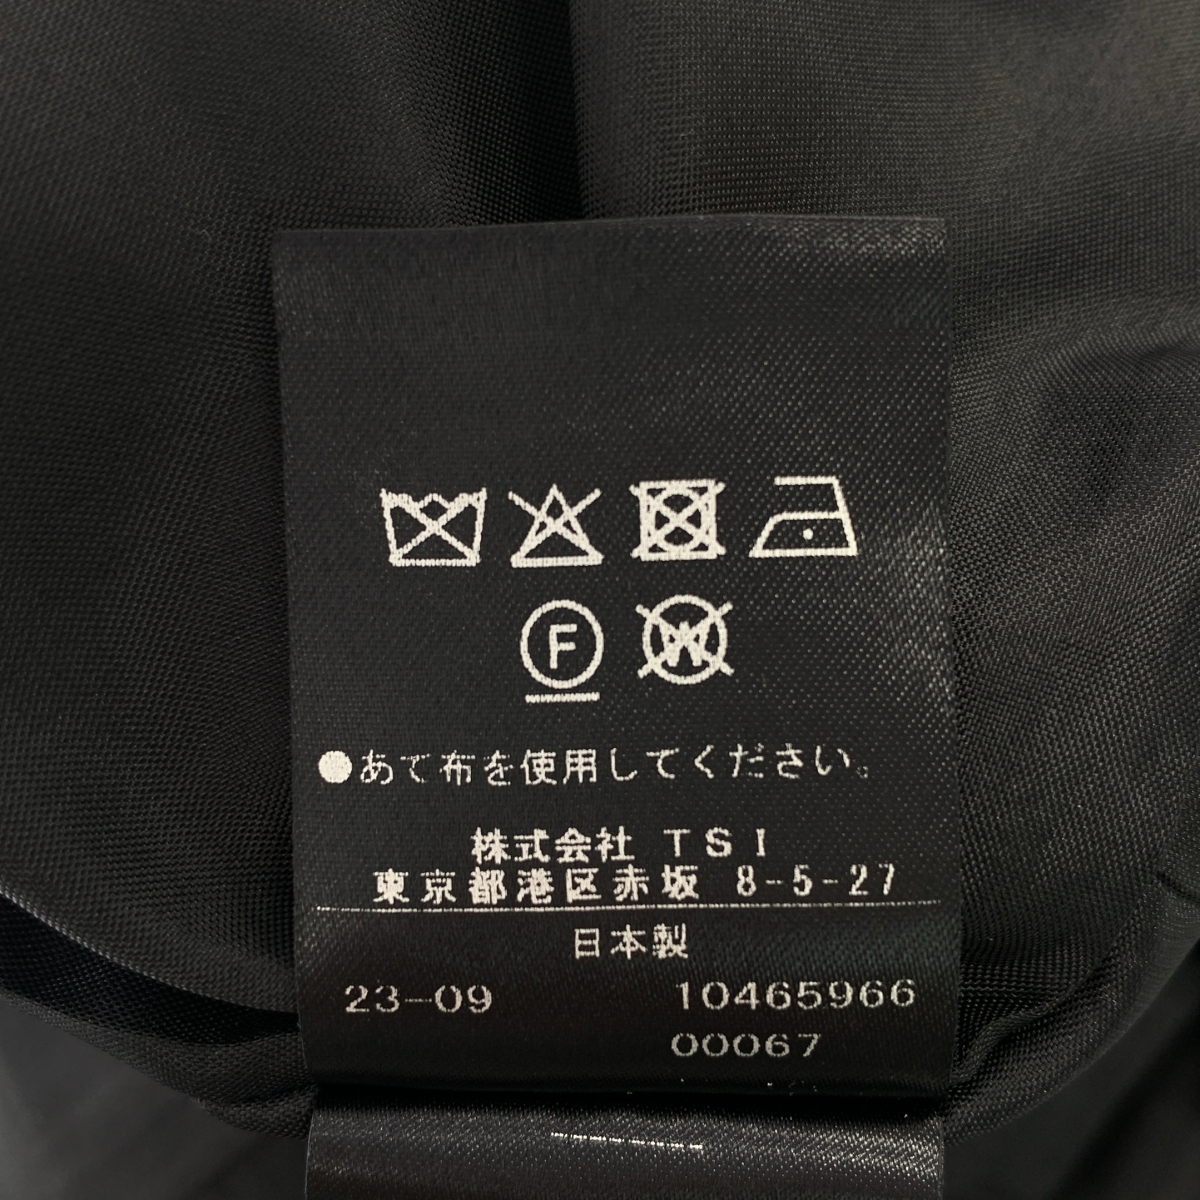 F W
●あて布を使用してください。
株式会社 TSI
東京都港区赤坂 8-5-27
日本製
23-09 10465966
00067